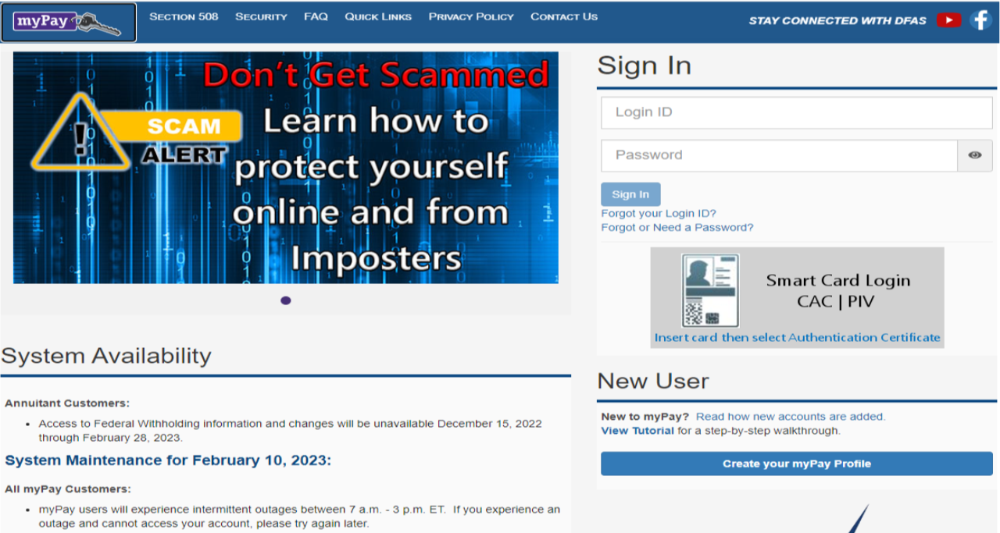 myPay
Section 508 Security FAQ Quick Links Privacy Policy Contact Us
STAY CONNECTED WITH DFAS
Don't Get Scammed
SCAM
ALERT
Learn how to
protect yourself
online and from
Imposters
System Availability
Annuitant Customers:
• Access to Federal Withholding information and changes will be unavailable December 15, 2022
through February 28, 2023.
System Maintenance for February 10, 2023:
All myPay Customers:
• myPay users will experience intermittent outages between 7 a.m. - 3 p.m. ET. If you experience an
outage and cannot access your account, please try again later.
Sign In
Login ID
Password
Sign In
Forgot your Login ID?
Forgot or Need a Password?
Smart Card Login
CAC | PIV
Insert card then select Authentication Certificate
New User
New to myPay? Read how new accounts are added.
View Tutorial for a step-by-step walkthrough.
Create your myPay Profile